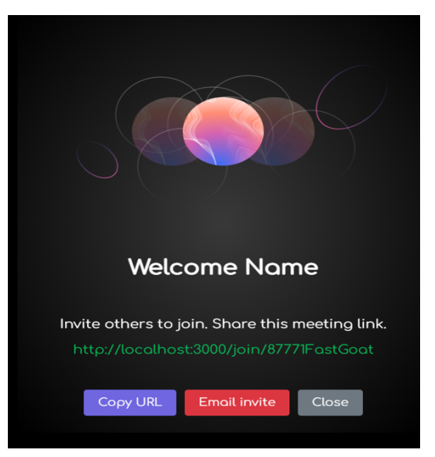 Welcome Name
Invite others to join. Share this meeting link.
http://localhost:3000/join/87771FastGoat
Copy URL Email invite Close